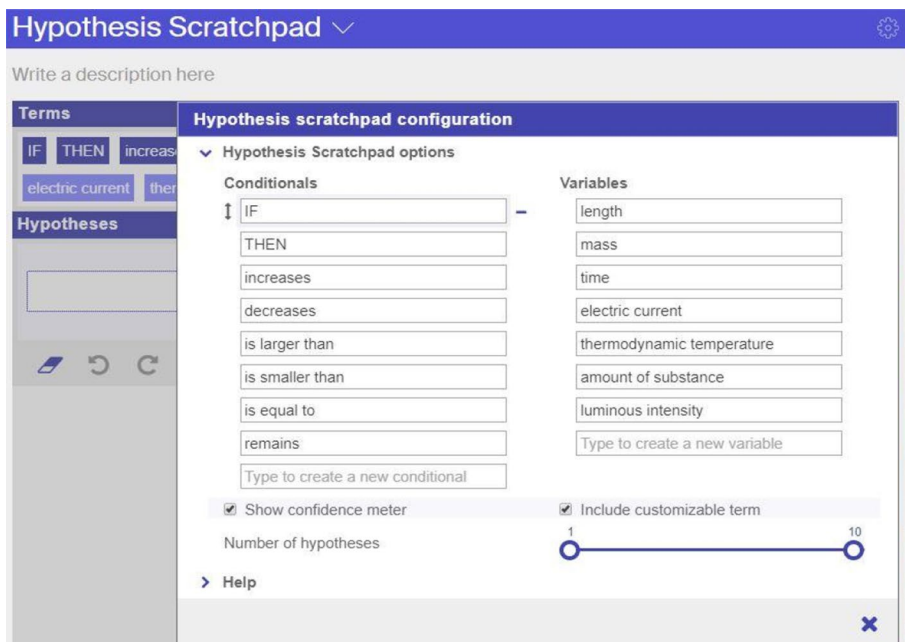 Hypothesis Scratchpad
Write a description here
Terms
IF THEN increas
electric current ther
Hypotheses
Hypothesis scratchpad configuration
Hypothesis Scratchpad options
Conditionals
IF
THEN
increases
decreases
is larger than
is smaller than
is equal to
remains
Type to create a new conditional
Variables
length
mass
time
electric current
thermodynamic temperature
amount of substance
luminous intensity
Type to create a new variable
Show confidence meter
Include customizable term
Number of hypotheses
1 10
Help